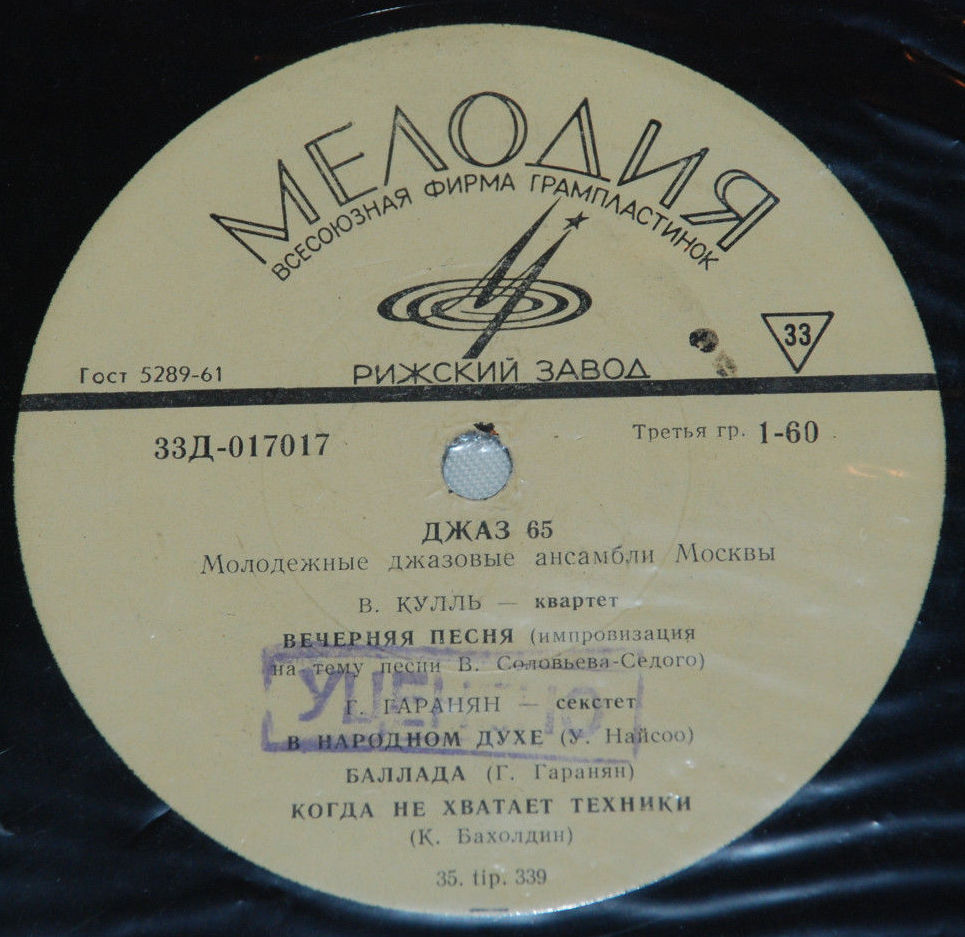 МЕЛОДИЯ
ВСЕСОЮЗНАЯ ФИРМА ГРАМПЛАСТИНОК
33
РИЖСКИЙ ЗАВОД
Гост 5289-61
33Д-017017
Третья гр. 1-60
ДЖАЗ 65
Молодежные джазовые ансамбли Москвы
В. КУЛЛЬ — квартет
ВЕЧЕРНЯЯ ПЕСНЯ (импровизация
на тему песни В. Соловьева-Седого)
УЦЕНЕНО
Г. ГАРАНЯН — секстет
В НАРОДНОМ ДУХЕ (У. Найсоо)
БАЛЛАДА (Г. Гаранян)
КОГДА НЕ ХВАТАЕТ ТЕХНИКИ
(К. Бахолдин)
35. tip. 339